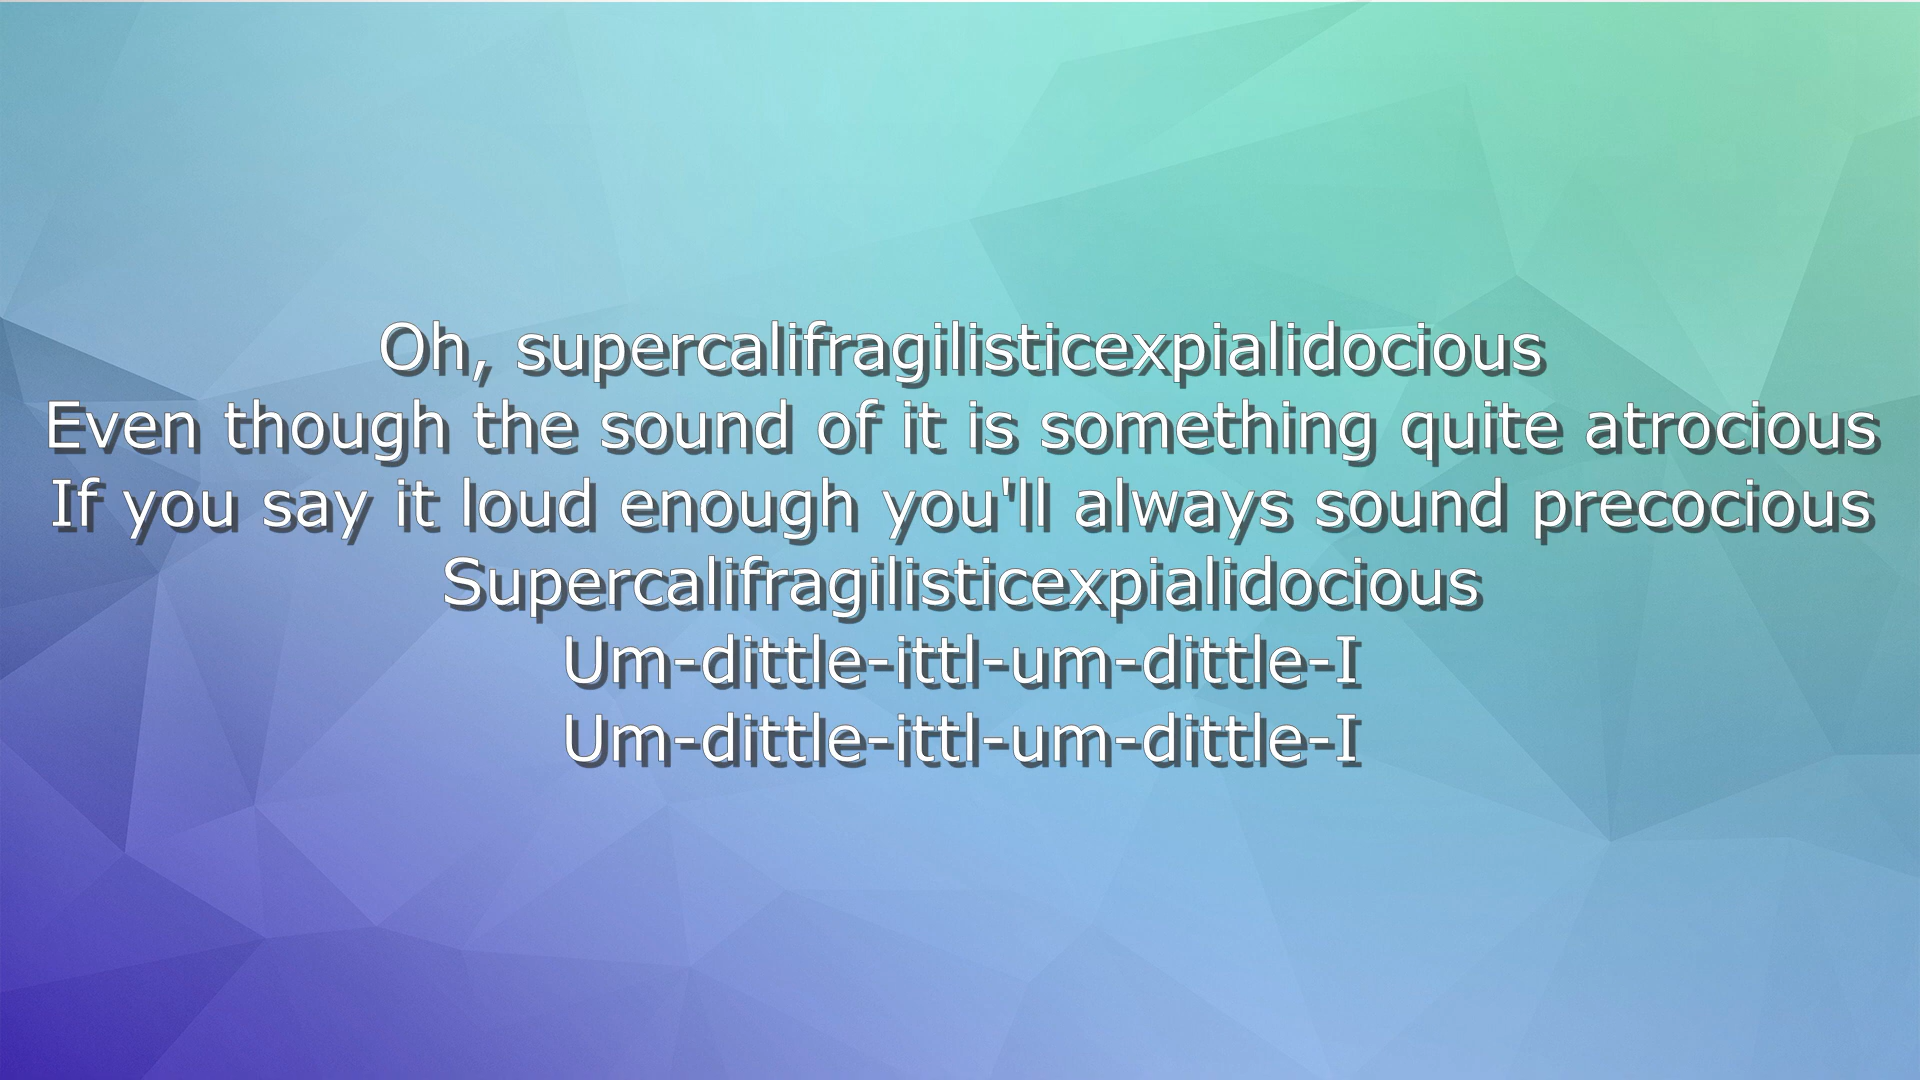 Oh, supercalifragilisticexpialidocious
Even though the sound of it is something quite atrocious
If you say it loud enough you'll always sound precocious
Supercalifragilisticexpialidocious
Um-dittle-ittl-um-dittle-I
Um-dittle-ittl-um-dittle-I